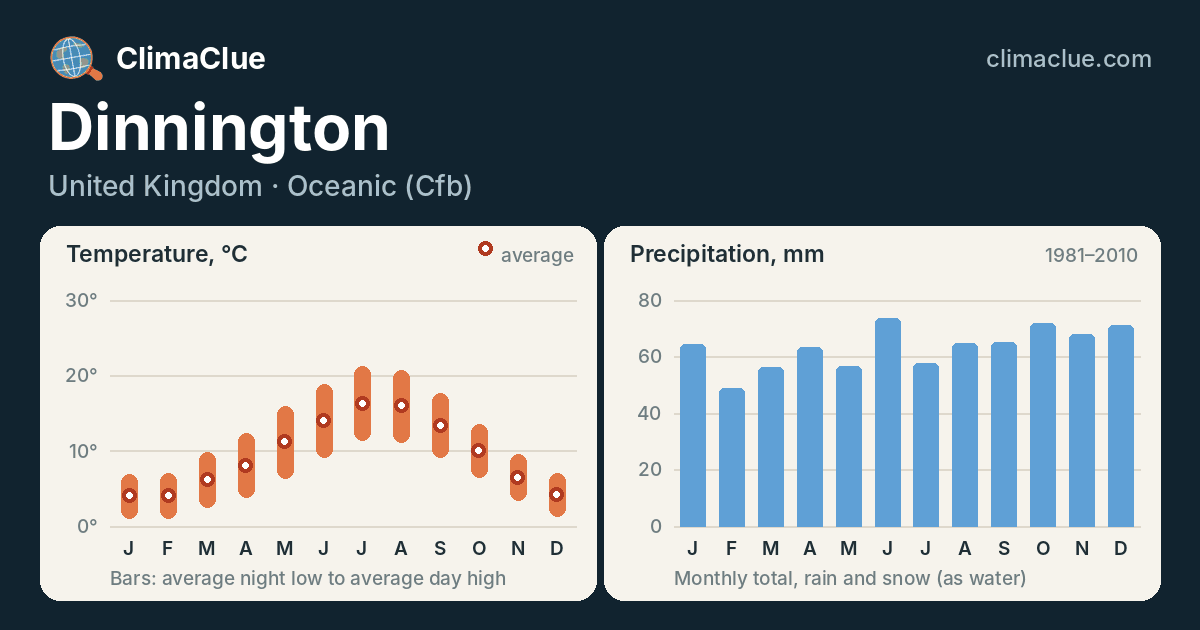 ClimaClue
climaclue.com
Dinnington
United Kingdom · Oceanic (Cfb)
Temperature, °C
average
30°
20°
10°
0°
J F M A M J J A S O N D
Bars: average night low to average day high
Precipitation, mm
1981–2010
80
60
40
20
0
J F M A M J J A S O N D
Monthly total, rain and snow (as water)